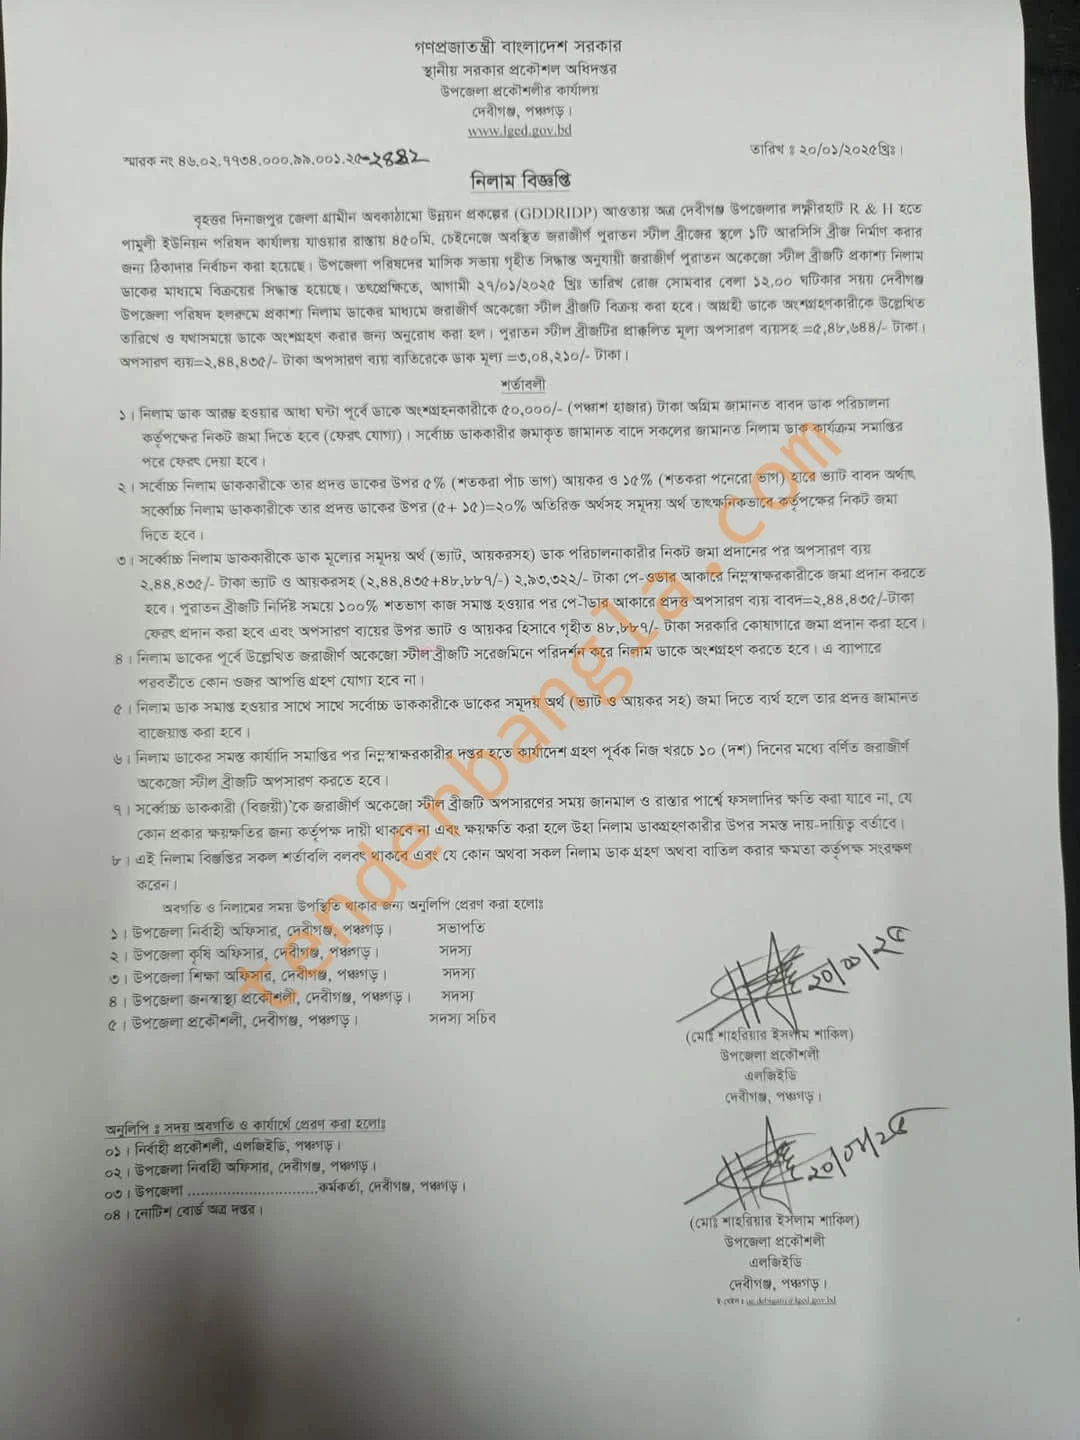 গণপ্রজাতন্ত্রী বাংলাদেশ সরকার
স্থানীয় সরকার প্রকৌশল অধিদপ্তর
উপজেলা প্রকৌশলীর কার্যালয়
দেবীগঞ্জ, পঞ্চগড়।
www.lged.gov.bd
স্মারক নং ৪৬.০২.৭৭৩৪.০০০.৯৯.০০১.২৫-২৪৪২
তারিখ ঃ ২০/০১/২০২৫খ্রিঃ।
নিলাম বিজ্ঞপ্তি
বৃহত্তর দিনাজপুর জেলা গ্রামীন অবকাঠামো উন্নয়ন প্রকল্পের (GDDRIDP) আওতায় অত্র দেবীগঞ্জ উপজেলার লক্ষীরহাট R & H হতে
পামুলী ইউনিয়ন পরিষদ কার্যালয় যাওয়ার রাস্তায় ৪৫০মি, চেইনেজে অবস্থিত জরাজীর্ণ পুরাতন স্টীল ব্রীজের স্থলে ১টি আরসিসি ব্রীজ নির্মাণ করার
জন্য ঠিকাদার নির্বাচন করা হয়েছে। উপজেলা পরিষদের মাসিক সভায় গৃহীত সিদ্ধান্ত অনুযায়ী জরাজীর্ণ পুরাতন অকেজো স্টীল ব্রীজটি প্রকাশ্য নিলাম
ডাকের মাধ্যমে বিক্রয়ের সিদ্ধান্ত হয়েছে। তৎপ্রেক্ষিতে, আগামী ২৭/০১/২০২৫ খ্রিঃ তারিখ রোজ সোমবার বেলা ১২.০০ ঘটিকার সময় দেবীগঞ্জ
উপজেলা পরিষদ হলরুমে প্রকাশ্য নিলাম ডাকের মাধ্যমে জরাজীর্ণ অকেজো স্টীল ব্রীজটি বিক্রয় করা হবে। আগ্রহী ডাকে অংশগ্রহণকারীকে উল্লেখিত
তারিখে ও যথাসময়ে ডাকে অংশগ্রহণ করার জন্য অনুরোধ করা হল। পুরাতন স্টীল ব্রীজটির প্রাক্কলিত মূল্য অপসারণ ব্যয়সহ =৫,৪৮,৬৪৪/- টাকা।
অপসারণ ব্যয়=২,৪৪,৪৩৫/- টাকা অপসারণ ব্যয় ব্যতিরেকে ডাক মূল্য =৩,০৪,২১০/- টাকা।
শর্তাবলী
১। নিলাম ডাক আরম্ভ হওয়ার আধা ঘন্টা পূর্বে ডাকে অংশগ্রহনকারীকে ৫০,০০০/- (পঞ্চাশ হাজার) টাকা অগ্রিম জামানত বাবদ ডাক পরিচালনা
কর্তৃপক্ষের নিকট জমা দিতে হবে (ফেরৎ যোগ্য)। সর্বোচ্চ ডাককারীর জমাকৃত জামানত বাদে সকলের জামানত নিলাম ডাক কার্যক্রম সমাপ্তির
পরে ফেরৎ দেয়া হবে।
২। সর্বোচ্চ নিলাম ডাককারীকে তার প্রদত্ত ডাকের উপর ৫% (শতকরা পাঁচ ভাগ) আয়কর ও ১৫% (শতকরা পনেরো ভাগ) হারে ভ্যাট বাবদ অর্থাৎ
সর্ব্বোচ্চ নিলাম ডাককারীকে তার প্রদত্ত ডাকের উপর (৫+ ১৫)=২০% অতিরিক্ত অর্থসহ সমূদয় অর্থ তাৎক্ষনিকভাবে কর্তৃপক্ষের নিকট জমা
দিতে হবে।
৩। সর্ব্বোচ্চ নিলাম ডাককারীকে ডাক মূল্যের সমূদয় অর্থ (ভ্যাট, আয়করসহ) ডাক পরিচালনাকারীর নিকট জমা প্রদানের পর অপসারণ ব্যয়
২,৪৪,৪৩৫/- টাকা ভ্যাট ও আয়করসহ (২,৪৪,৪৩৫+৪৮,৮৮৭/-) ২,৯৩,৩২২/- টাকা পে-ওডার আকারে নিম্নস্বাক্ষরকারীকে জমা প্রদান করতে
হবে। পুরাতন ব্রীজটি নির্দিষ্ট সময়ে ১০০% শতভাগ কাজ সমাপ্ত হওয়ার পর পে-ৗডার আকারে প্রদত্ত অপসারণ ব্যয় বাবদ=২,৪৪,৪৩৫/-টাকা
ফেরৎ প্রদান করা হবে এবং অপসারণ ব্যয়ের উপর ভ্যাট ও আয়কর হিসাবে গৃহীত ৪৮,৮৮৭/- টাকা সরকারি কোষাগারে জমা প্রদান করা হবে।
৪। নিলাম ডাকের পূর্বে উল্লেখিত জরাজীর্ণ অকেজো স্টীল ব্রীজটি সরেজমিনে পরিদর্শন করে নিলাম ডাকে অংশগ্রহণ করতে হবে। এ ব্যাপারে
পরবর্তীতে কোন ওজর আপত্তি গ্রহণ যোগ্য হবে না।
৫। নিলাম ডাক সমাপ্ত হওয়ার সাথে সাথে সর্বোচ্চ ডাককারীকে ডাকের সমূদয় অর্থ (ভ্যাট ও আয়কর সহ) জমা দিতে ব্যর্থ হলে তার প্রদত্ত জামানত
বাজেয়াপ্ত করা হবে।
৬। নিলাম ডাকের সমস্ত কার্যাদি সমাপ্তির পর নিম্নস্বাক্ষরকারীর দপ্তর হতে কার্যাদেশ গ্রহণ পূর্বক নিজ খরচে ১০ (দশ) দিনের মধ্যে বর্ণিত জরাজীর্ণ
অকেজো স্টীল ব্রীজটি অপসারণ করতে হবে।
৭। সর্ব্বোচ্চ ডাককারী (বিজয়ী)'কে জরাজীর্ণ অকেজো স্টীল ব্রীজটি অপসারণের সময় জানমাল ও রাস্তার পার্শ্বে ফসলাদির ক্ষতি করা যাবে না, যে
কোন প্রকার ক্ষয়ক্ষতির জন্য কর্তৃপক্ষ দায়ী থাকবে না এবং ক্ষয়ক্ষতি করা হলে উহা নিলাম ডাকগ্রহণকারীর উপর সমস্ত দায়-দায়িত্ব বর্তাবে।
৮। এই নিলাম বিজ্ঞপ্তির সকল শর্তাবলি বলবৎ থাকবে এবং যে কোন অথবা সকল নিলাম ডাক গ্রহণ অথবা বাতিল করার ক্ষমতা কর্তৃপক্ষ সংরক্ষণ
করেন।
অবগতি ও নিলামের সময় উপস্থিতি থাকার জন্য অনুলিপি প্রেরণ করা হলোঃ
১। উপজেলা নির্বাহী অফিসার, দেবীগঞ্জ, পঞ্চগড়। সভাপতি
২। উপজেলা কৃষি অফিসার, দেবীগঞ্জ, পঞ্চগড়। সদস্য
৩। উপজেলা শিক্ষা অফিসার, দেবীগঞ্জ, পঞ্চগড়। সদস্য
৪। উপজেলা জনস্বাস্থ্য প্রকৌশলী, দেবীগঞ্জ, পঞ্চগড়। সদস্য
৫। উপজেলা প্রকৌশলী, দেবীগঞ্জ, পঞ্চগড়। সদস্য সচিব
২০/০১/২৫
(মোঃ শাহরিয়ার ইসলাম শাকিল)
উপজেলা প্রকৌশলী
এলজিইডি
দেবীগঞ্জ, পঞ্চগড়।
অনুলিপি ঃ সদয় অবগতি ও কার্যার্থে প্রেরণ করা হলোঃ
০১। নির্বাহী প্রকৌশলী, এলজিইডি, পঞ্চগড়।
০২। উপজেলা নির্বাহী অফিসার, দেবীগঞ্জ, পঞ্চগড়।
০৩। উপজেলা ..............................কর্মকর্তা, দেবীগঞ্জ, পঞ্চগড়।
০৪। নোটিশ বোর্ড অত্র দপ্তর।
২০/০১/২৫
(মোঃ শাহরিয়ার ইসলাম শাকিল)
উপজেলা প্রকৌশলী
এলজিইডি
দেবীগঞ্জ, পঞ্চগড়।
ই-মেইল: ue.debiganj@lged.gov.bd
tenderbangla.com